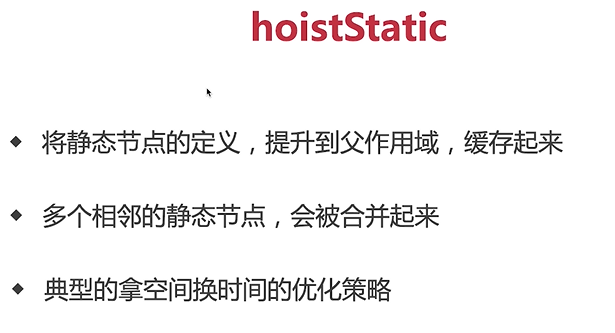 hoistStatic
将静态节点的定义，提升到父作用域，缓存起来
多个相邻的静态节点，会被合并起来
典型的拿空间换时间的优化策略